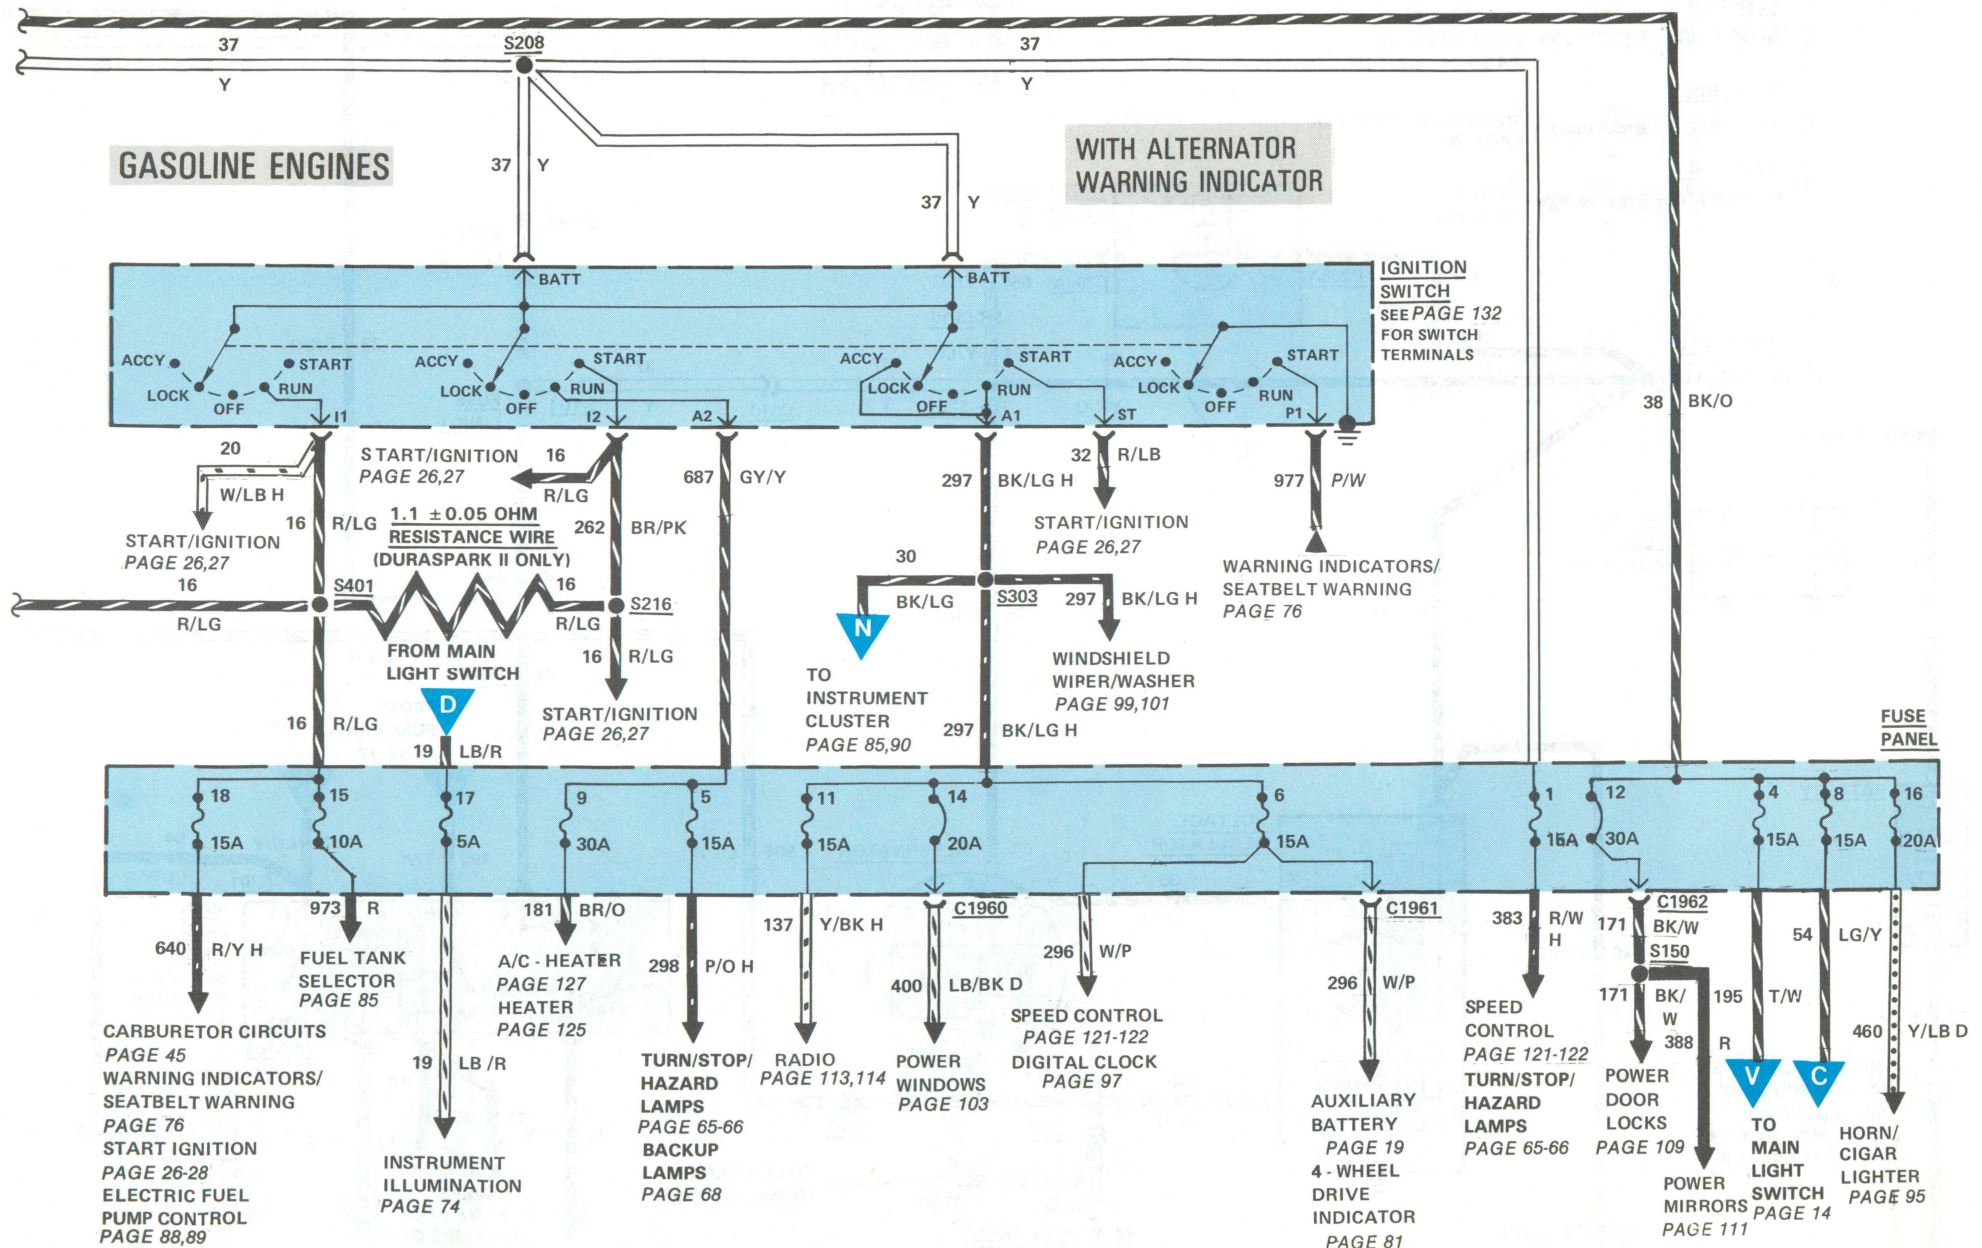 37
S208
37
Y
Y
GASOLINE ENGINES
37 Y
WITH ALTERNATOR
WARNING INDICATOR
37 Y
BATT
BATT
IGNITION
SWITCH
SEE PAGE 132
FOR SWITCH
TERMINALS
ACCY
LOCK
OFF
RUN
START
I1
ACCY
LOCK
OFF
RUN
START
I2
A2
ACCY
LOCK
OFF
RUN
START
A1
ST
ACCY
LOCK
OFF
RUN
START
P1
38 BK/O
20
W/LB H
START/IGNITION
PAGE 26,27
16 R/LG
START/IGNITION
PAGE 26,27
16
R/LG
1.1 ±0.05 OHM
RESISTANCE WIRE
(DURASPARK II ONLY)
262 BR/PK
687 GY/Y
297 BK/LG H
32 R/LB
START/IGNITION
PAGE 26,27
977 P/W
WARNING INDICATORS/
SEATBELT WARNING
PAGE 76
16
R/LG
S401
16
R/LG
S216
16 R/LG
START/IGNITION
PAGE 26,27
30
BK/LG
S303
297 BK/LG H
N
TO
INSTRUMENT
CLUSTER
PAGE 85,90
WINDSHIELD
WIPER/WASHER
PAGE 99,101
FROM MAIN
LIGHT SWITCH
D
16 R/LG
19 LB/R
297 BK/LG H
FUSE
PANEL
18
15A
15
10A
17
5A
9
30A
5
15A
11
15A
14
20A
6
15A
1
15A
12
30A
4
15A
8
15A
16
20A
640 R/Y H
CARBURETOR CIRCUITS
PAGE 45
WARNING INDICATORS/
SEATBELT WARNING
PAGE 76
START IGNITION
PAGE 26-28
ELECTRIC FUEL
PUMP CONTROL
PAGE 88,89
973 R
FUEL TANK
SELECTOR
PAGE 85
19 LB/R
INSTRUMENT
ILLUMINATION
PAGE 74
181 BR/O
A/C - HEATER
PAGE 127
HEATER
PAGE 125
298 P/O H
TURN/STOP/
HAZARD
LAMPS
PAGE 65-66
BACKUP
LAMPS
PAGE 68
137 Y/BK H
RADIO
PAGE 113,114
C1960
400 LB/BK D
POWER
WINDOWS
PAGE 103
296 W/P
SPEED CONTROL
PAGE 121-122
DIGITAL CLOCK
PAGE 97
C1961
296 W/P
AUXILIARY
BATTERY
PAGE 19
4 - WHEEL
DRIVE
INDICATOR
PAGE 81
383 R/W
H
SPEED
CONTROL
PAGE 121-122
TURN/STOP/
HAZARD
LAMPS
PAGE 65-66
C1962
171 BK/W
S150
171 BK/
W
POWER
DOOR
LOCKS
PAGE 109
388 R
POWER
MIRRORS
PAGE 111
195 T/W
V
TO
MAIN
LIGHT
SWITCH
PAGE 14
54 LG/Y
C
460 Y/LB D
HORN/
CIGAR
LIGHTER
PAGE 95